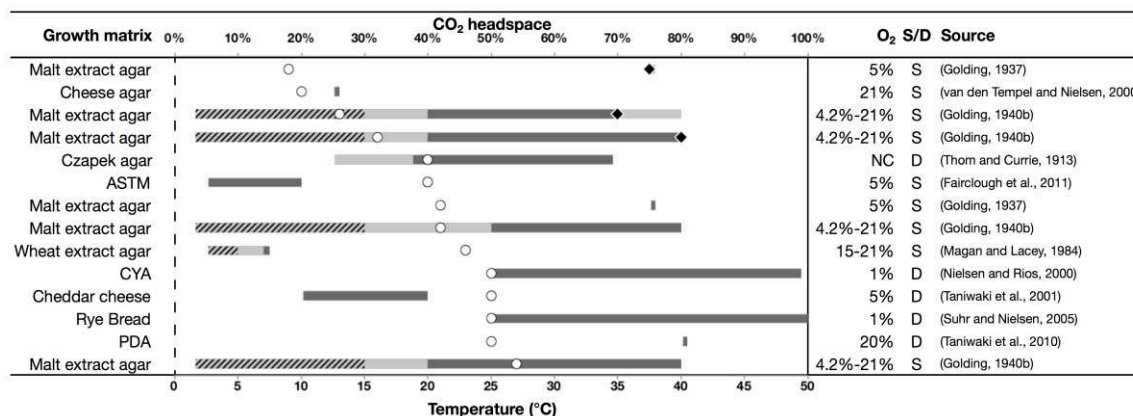 CO₂ headspace
Growth matrix 0% 10% 20% 30% 40% 50% 60% 70% 80% 90% 100% O₂ S/D Source
Malt extract agar 5% S (Golding, 1937)
Cheese agar 21% S (van den Tempel and Nielsen, 2000
Malt extract agar 4.2%-21% S (Golding, 1940b)
Malt extract agar 4.2%-21% S (Golding, 1940b)
Czapek agar NC D (Thom and Currie, 1913)
ASTM 5% S (Fairclough et al., 2011)
Malt extract agar 5% S (Golding, 1937)
Malt extract agar 4.2%-21% S (Golding, 1940b)
Wheat extract agar 15-21% S (Magan and Lacey, 1984)
CYA 1% D (Nielsen and Rios, 2000)
Cheddar cheese 5% D (Taniwaki et al., 2001)
Rye Bread 1% D (Suhr and Nielsen, 2005)
PDA 20% D (Taniwaki et al., 2010)
Malt extract agar 4.2%-21% S (Golding, 1940b)
0 5 10 15 20 25 30 35 40 45 50
Temperature (°C)